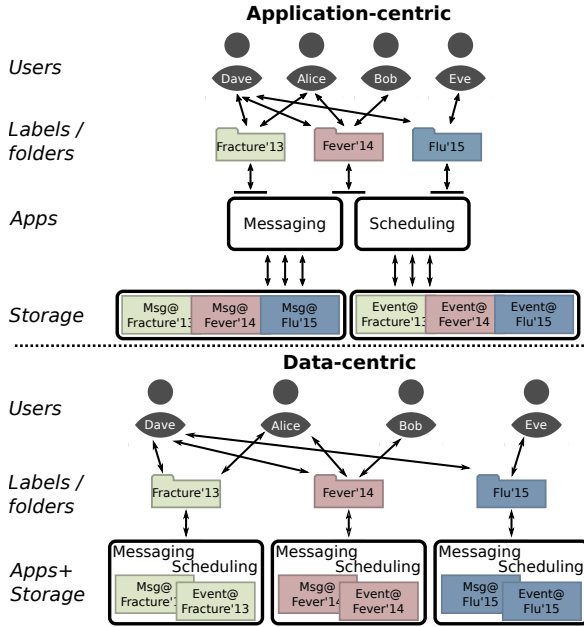 Application-centric
Users
Dave Alice Bob Eve
Labels /
folders
Fracture'13 Fever'14 Flu'15
Apps
Messaging Scheduling
Storage
Msg@ Msg@ Msg@ Event@ Event@ Event@
Fracture'13 Fever'14 Flu'15 Fracture'13 Fever'14 Flu'15
Data-centric
Users
Dave Alice Bob Eve
Labels /
folders
Fracture'13 Fever'14 Flu'15
Apps+
Storage
Messaging Messaging Messaging
Scheduling Scheduling Scheduling
Msg@ Event@ Msg@ Event@ Msg@ Event@
Fracture'1 Fracture'13 Fever'14 Fever'14 Flu'15 Flu'15